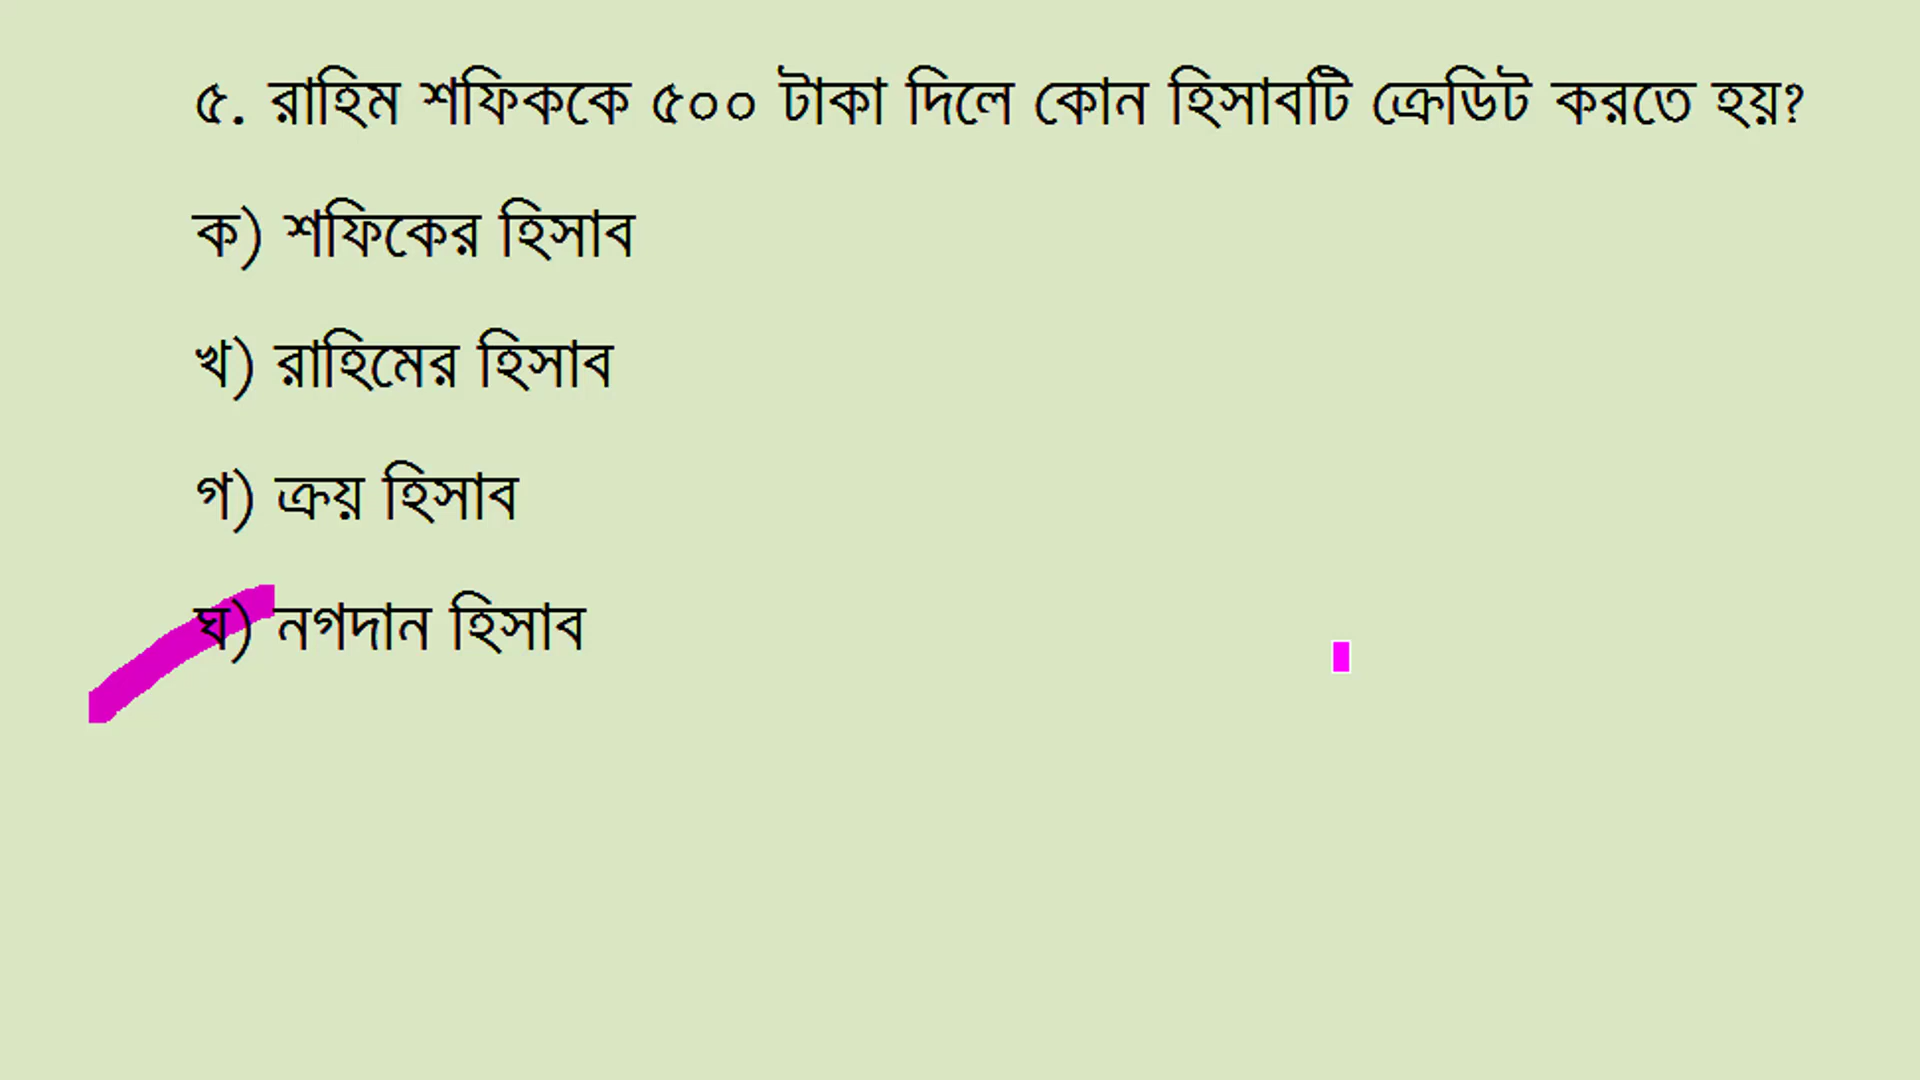 ৫. রাহিম শফিককে ৫০০ টাকা দিলে কোন হিসাবটি ক্রেডিট করতে হয়?
ক) শফিকের হিসাব
খ) রাহিমের হিসাব
গ) ক্রয় হিসাব
ঘ) নগদান হিসাব